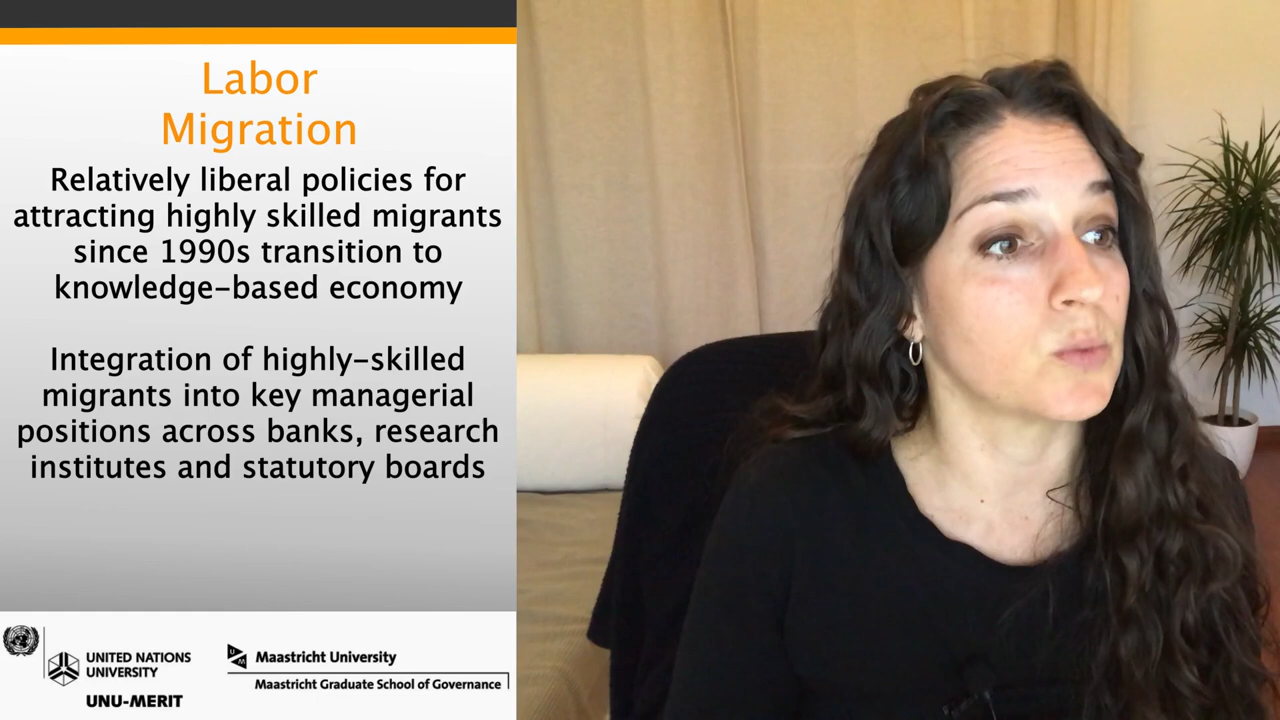 Labor
Migration
Relatively liberal policies for
attracting highly skilled migrants
since 1990s transition to
knowledge-based economy
Integration of highly-skilled
migrants into key managerial
positions across banks, research
institutes and statutory boards
UNITED NATIONS
UNIVERSITY
UNU-MERIT
Maastricht University
Maastricht Graduate School of Governance